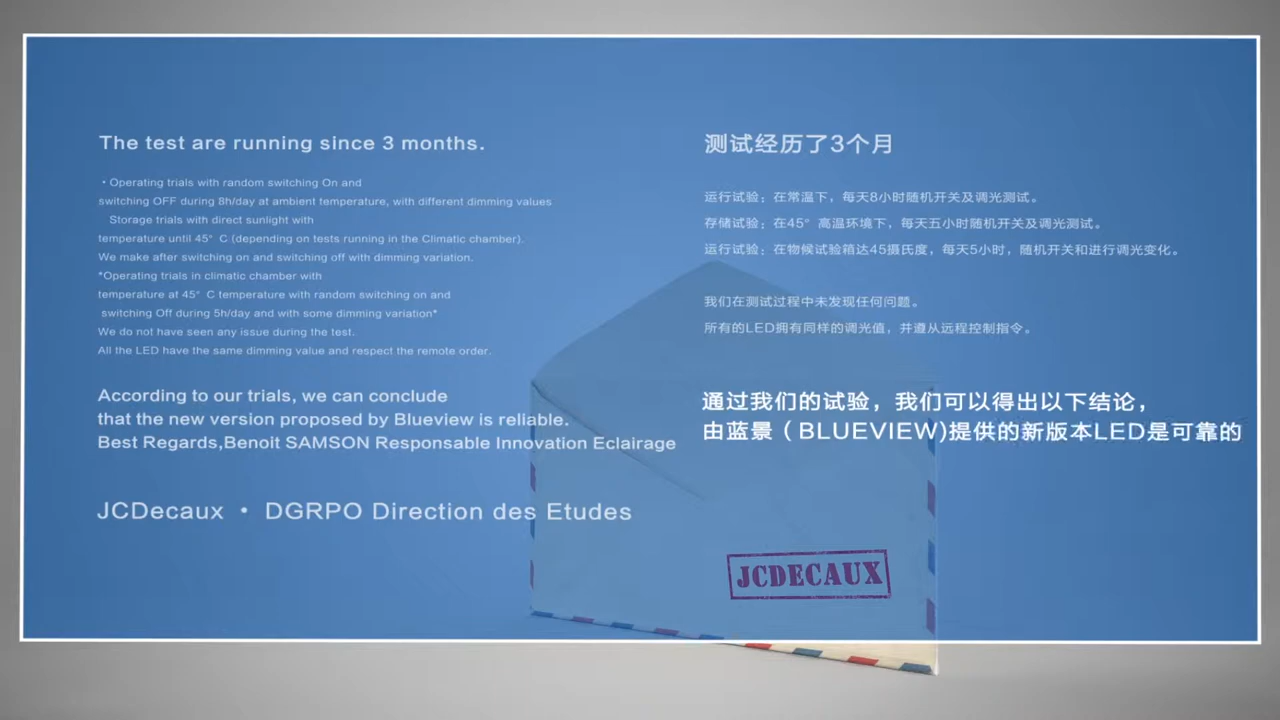 The test are running since 3 months.
• Operating trials with random switching On and
switching OFF during 8h/day at ambient temperature, with different dimming values
Storage trials with direct sunlight with
temperature until 45° C (depending on tests running in the Climatic chamber).
We make after switching on and switching off with dimming variation.
*Operating trials in climatic chamber with
temperature at 45° C temperature with random switching on and
switching Off during 5h/day and with some dimming variation*
We do not have seen any issue during the test.
All the LED have the same dimming value and respect the remote order.
According to our trials, we can conclude
that the new version proposed by Blueview is reliable.
Best Regards,Benoit SAMSON Responsable Innovation Eclairage
JCDecaux • DGRPO Direction des Etudes
测试经历了3个月
运行试验：在常温下，每天8小时随机开关及调光测试。
存储试验：在45° 高温环境下，每天五小时随机开关及调光测试。
运行试验：在物候试验箱达45摄氏度，每天5小时，随机开关和进行调光变化。
我们在测试过程中未发现任何问题。
所有的LED拥有同样的调光值，并遵从远程控制指令。
通过我们的试验，我们可以得出以下结论，
由蓝景（BLUEVIEW)提供的新版本LED是可靠的
JCDECAUX